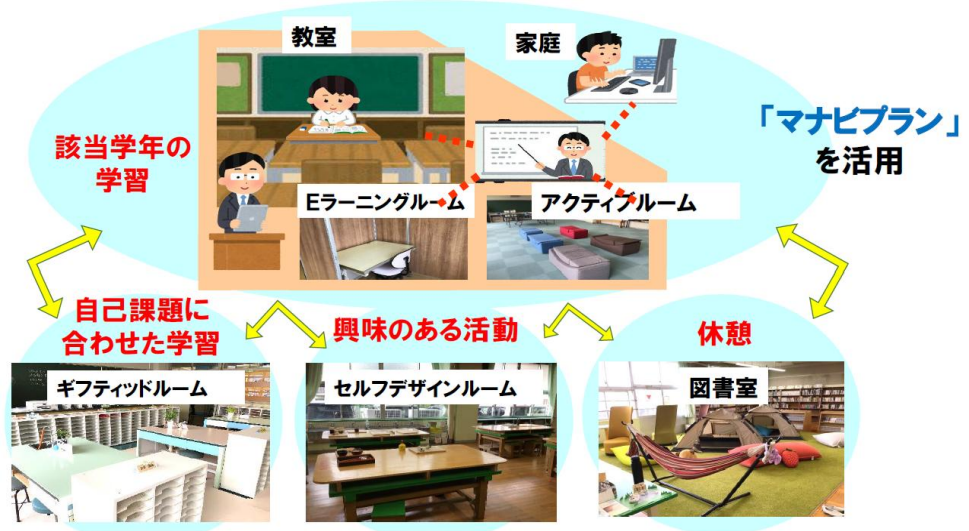 教室
家庭
「マナビプラン」
を活用
該当学年の
学習
Eラーニングルーム
アクティブルーム
自己課題に
合わせた学習
興味のある活動
休憩
ギフティッドルーム
セルフデザインルーム
図書室